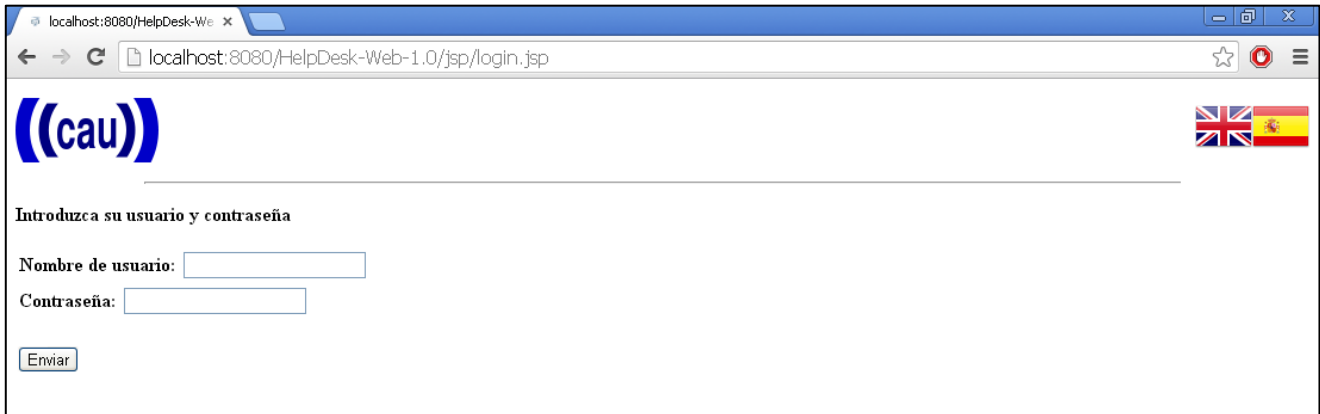 localhost:8080/HelpDesk-We
localhost:8080/HelpDesk-Web-1.0/jsp/login.jsp
((cau))
Introduzca su usuario y contraseña
Nombre de usuario:
Contraseña:
Enviar